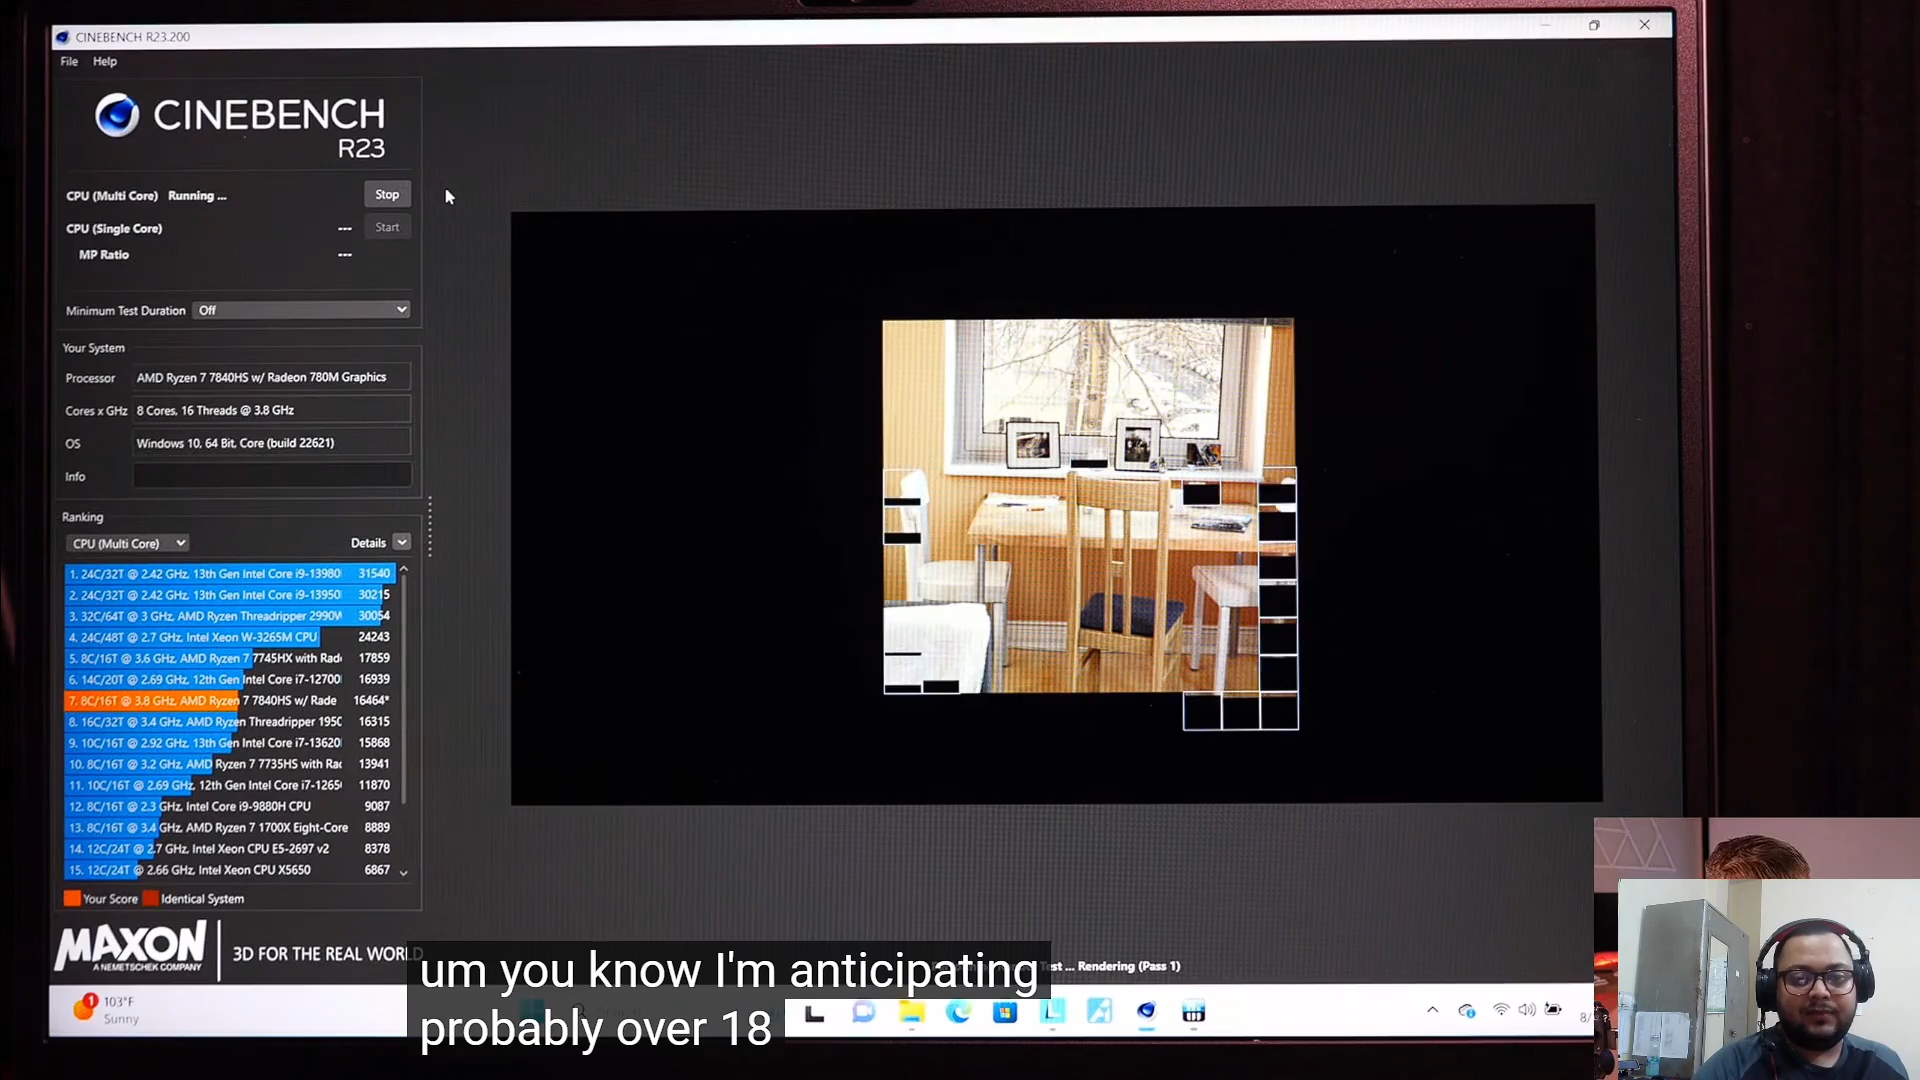 CINEBENCH R23.200
File Help
CINEBENCH
R23
CPU (Multi Core) Running ... Stop
CPU (Single Core) --- Start
MP Ratio ---
Minimum Test Duration Off
Your System
Processor AMD Ryzen 7 7840HS w/ Radeon 780M Graphics
Cores x GHz 8 Cores, 16 Threads @ 3.8 GHz
OS Windows 10, 64 Bit, Core (build 22621)
Info
Ranking
CPU (Multi Core) Details
1. 24C/32T @ 2.42 GHz, 13th Gen Intel Core i9-13980 31540
2. 24C/32T @ 2.42 GHz, 13th Gen Intel Core i9-13950 30215
3. 32C/64T @ 3 GHz, AMD Ryzen Threadripper 2990W 30054
4. 24C/48T @ 2.7 GHz, Intel Xeon W-3265M CPU 24243
5. 8C/16T @ 3.6 GHz, AMD Ryzen 7 7745HX with Rad 17859
6. 14C/20T @ 2.69 GHz, 12th Gen Intel Core i7-12700 16939
7. 8C/16T @ 3.8 GHz, AMD Ryzen 7 7840HS w/ Rade 16464*
8. 16C/32T @ 3.4 GHz, AMD Ryzen Threadripper 1950 16315
9. 10C/16T @ 2.92 GHz, 13th Gen Intel Core i7-13620 15868
10. 8C/16T @ 3.2 GHz, AMD Ryzen 7 7735HS with Rad 13941
11. 10C/16T @ 2.69 GHz, 12th Gen Intel Core i7-1265 11870
12. 8C/16T @ 2.3 GHz, Intel Core i9-9880H CPU 9087
13. 8C/16T @ 3.4 GHz, AMD Ryzen 7 1700X Eight-Core 8889
14. 12C/24T @ 2.7 GHz, Intel Xeon CPU E5-2697 v2 8378
15. 12C/24T @ 2.66 GHz, Intel Xeon CPU X5650 6867
Your Score Identical System
MAXON 3D FOR THE REAL WORLD
A NEMETSCHEK COMPANY
Test ... Rendering (Pass 1)
um you know I'm anticipating
probably over 18
1 103°F
Sunny
8/